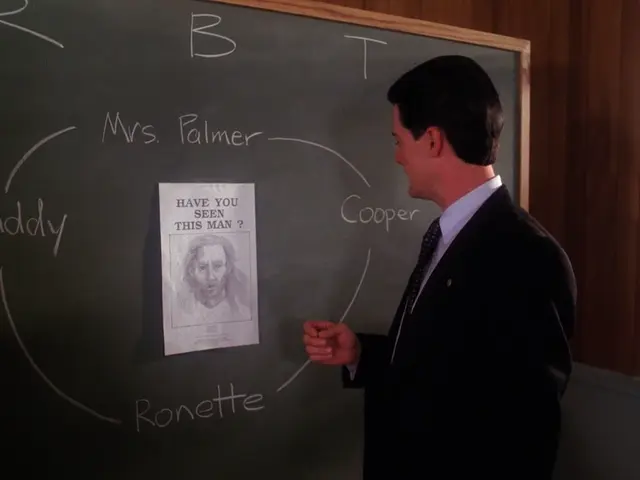 R B T
Mrs. Palmer
addy
Cooper
HAVE YOU
SEEN
THIS MAN ?
Ronette